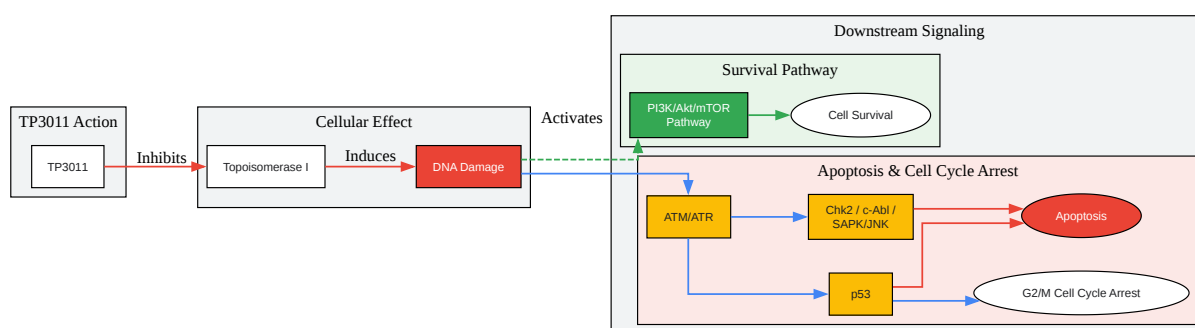 TP3011 Action
TP3011
Inhibits
Cellular Effect
Topoisomerase I
Induces
DNA Damage
Activates
Downstream Signaling
Survival Pathway
PI3K/Akt/mTOR
Pathway
Cell Survival
Apoptosis & Cell Cycle Arrest
ATM/ATR
Chk2 / c-Abl /
SAPK/JNK
Apoptosis
p53
G2/M Cell Cycle Arrest